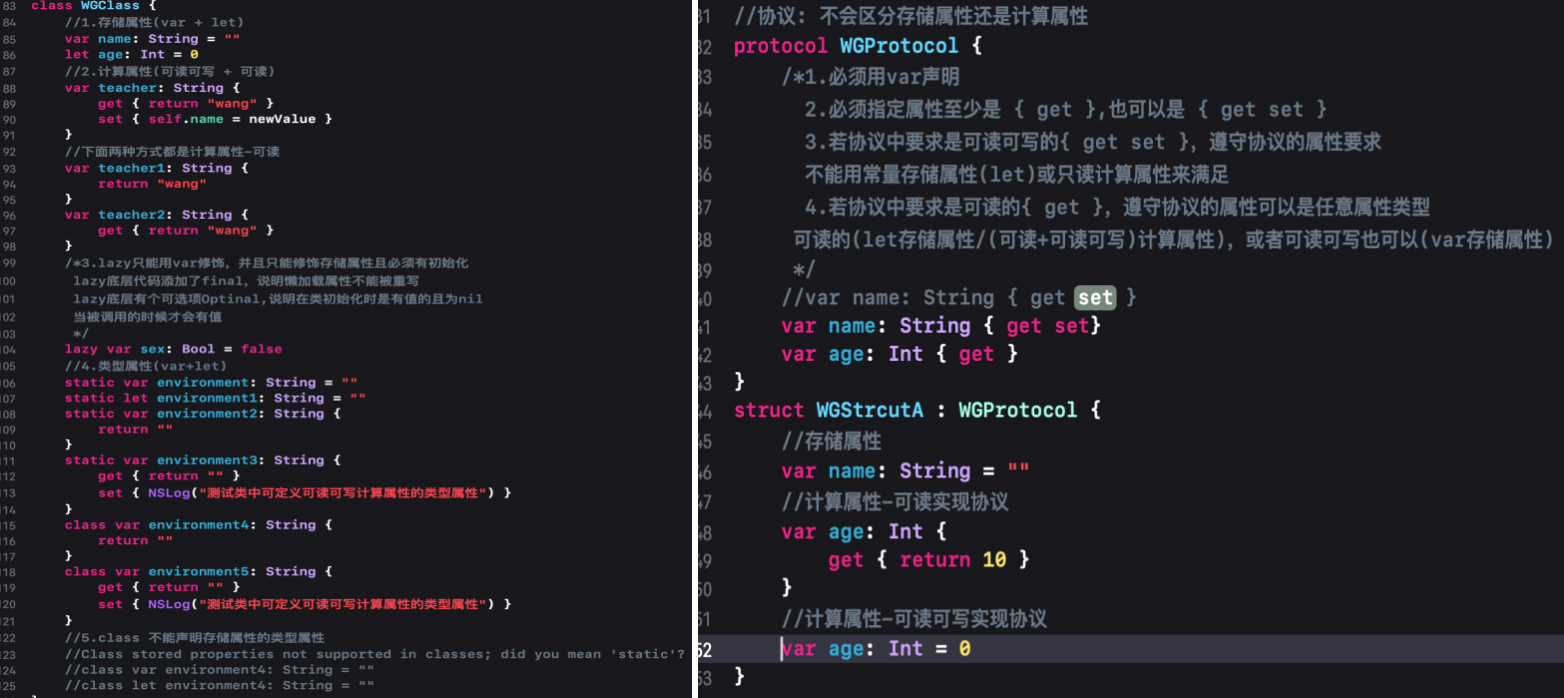 83 class WGClass {
84 //1.存储属性(var + let)
85 var name: String = ""
86 let age: Int = 0
87 //2.计算属性(可读可写 + 可读)
88 var teacher: String {
89 get { return "wang" }
90 set { self.name = newValue }
91 }
92 //下面两种方式都是计算属性-可读
93 var teacher1: String {
94 return "wang"
95 }
96 var teacher2: String {
97 get { return "wang" }
98 }
99 /*3.lazy只能用var修饰，并且只能修饰存储属性且必须有初始化
100 lazy底层代码添加了final，说明懒加载属性不能被重写
101 lazy底层有个可选项Optinal,说明在类初始化时是有值的且为nil
102 当被调用的时候才会有值
103 */
104 lazy var sex: Bool = false
105 //4.类型属性(var+let)
106 static var environment: String = ""
107 static let environment1: String = ""
108 static var environment2: String {
109 return ""
110 }
111 static var environment3: String {
112 get { return "" }
113 set { NSLog("测试类中可定义可读可写计算属性的类型属性") }
114 }
115 class var environment4: String {
116 return ""
117 }
118 class var environment5: String {
119 get { return "" }
120 set { NSLog("测试类中可定义可读可写计算属性的类型属性") }
121 }
122 //5.class 不能声明存储属性的类型属性
123 //Class stored properties not supported in classes; did you mean 'static'?
124 //class var environment4: String = ""
125 //class let environment4: String = ""
31 //协议: 不会区分存储属性还是计算属性
32 protocol WGProtocol {
33 /*1.必须用var声明
34 2.必须指定属性至少是 { get },也可以是 { get set }
35 3.若协议中要求是可读可写的{ get set }，遵守协议的属性要求
36 不能用常量存储属性(let)或只读计算属性来满足
37 4.若协议中要求是可读的{ get }，遵守协议的属性可以是任意属性类型
38 可读的(let存储属性/(可读+可读可写)计算属性)，或者可读可写也可以(var存储属性)
39 */
40 //var name: String { get set }
41 var name: String { get set}
42 var age: Int { get }
43 }
44 struct WGStrcutA : WGProtocol {
45 //存储属性
46 var name: String = ""
47 //计算属性-可读实现协议
48 var age: Int {
49 get { return 10 }
50 }
51 //计算属性-可读可写实现协议
52 var age: Int = 0
53 }